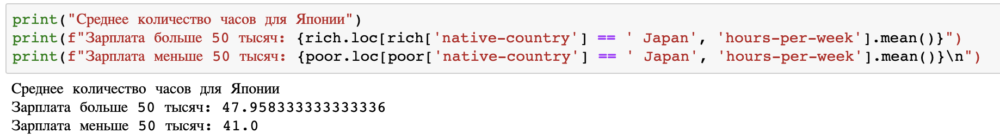 print("Среднее количество часов для Японии")
print(f"Зарплата больше 50 тысяч: {rich.loc[rich['native-country'] == ' Japan', 'hours-per-week'].mean()}")
print(f"Зарплата меньше 50 тысяч: {poor.loc[poor['native-country'] == ' Japan', 'hours-per-week'].mean()}\n")
Среднее количество часов для Японии
Зарплата больше 50 тысяч: 47.958333333333336
Зарплата меньше 50 тысяч: 41.0